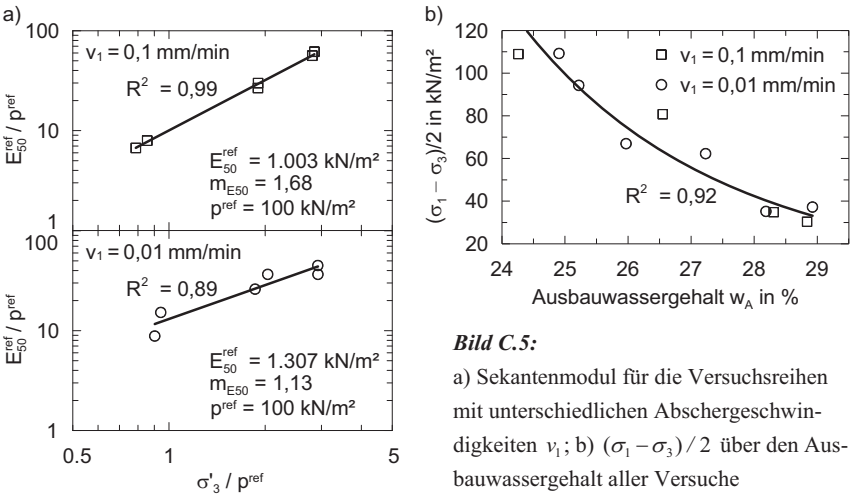 a)
100
v₁ = 0,1 mm/min
R² = 0,99
E₅₀ʳᵉᶠ / pʳᵉᶠ
10
E₅₀ʳᵉᶠ = 1.003 kN/m²
m_E50 = 1,68
pʳᵉᶠ = 100 kN/m²
1
100
v₁ = 0,01 mm/min
R² = 0,89
E₅₀ʳᵉᶠ / pʳᵉᶠ
10
E₅₀ʳᵉᶠ = 1.307 kN/m²
m_E50 = 1,13
pʳᵉᶠ = 100 kN/m²
1
0.5 1 2 5
σ'₃ / pʳᵉᶠ
b)
120
100
80
60
40
20
(σ₁ – σ₃)/2 in kN/m²
v₁ = 0,1 mm/min
v₁ = 0,01 mm/min
R² = 0,92
24 25 26 27 28 29
Ausbauwassergehalt w_A in %
Bild C.5:
a) Sekantenmodul für die Versuchsreihen
mit unterschiedlichen Abschergeschwin-
digkeiten v₁; b) (σ₁ – σ₃) / 2 über den Aus-
bauwassergehalt aller Versuche